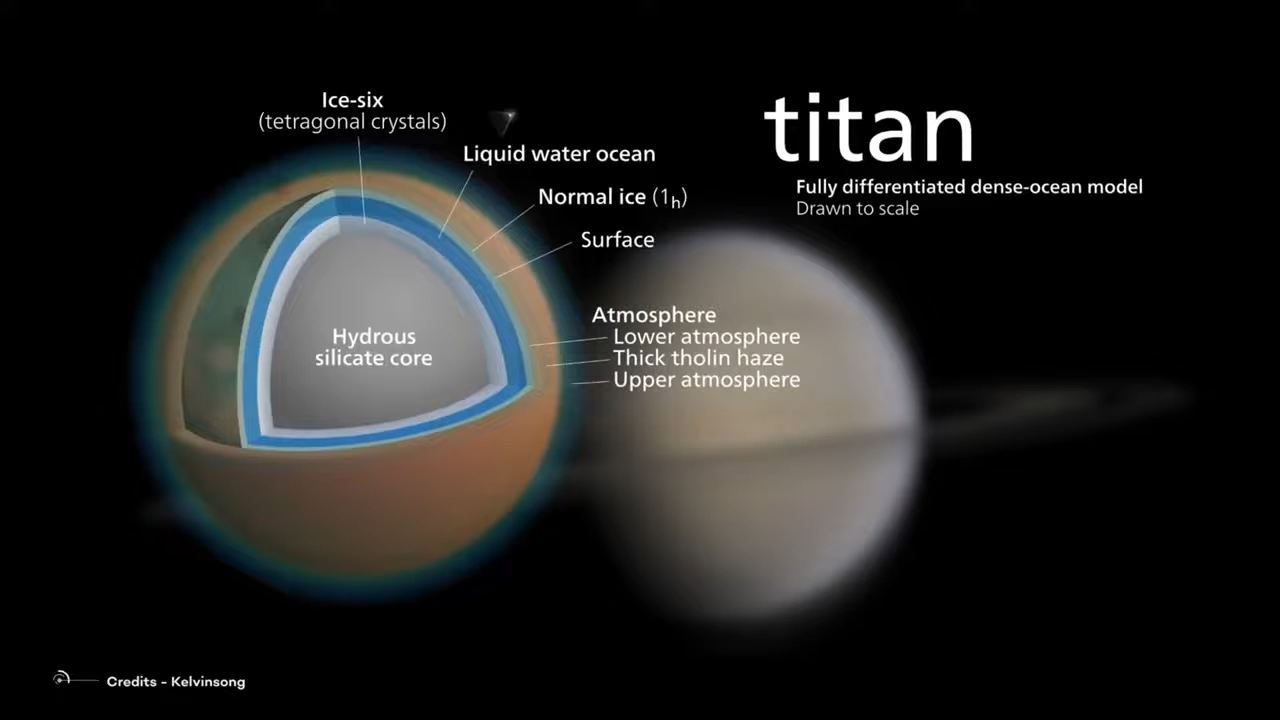 titan
Fully differentiated dense-ocean model
Drawn to scale
Ice-six
(tetragonal crystals)
Liquid water ocean
Normal ice (1h)
Surface
Atmosphere
Lower atmosphere
Thick tholin haze
Upper atmosphere
Hydrous
silicate core
Credits - Kelvinsong